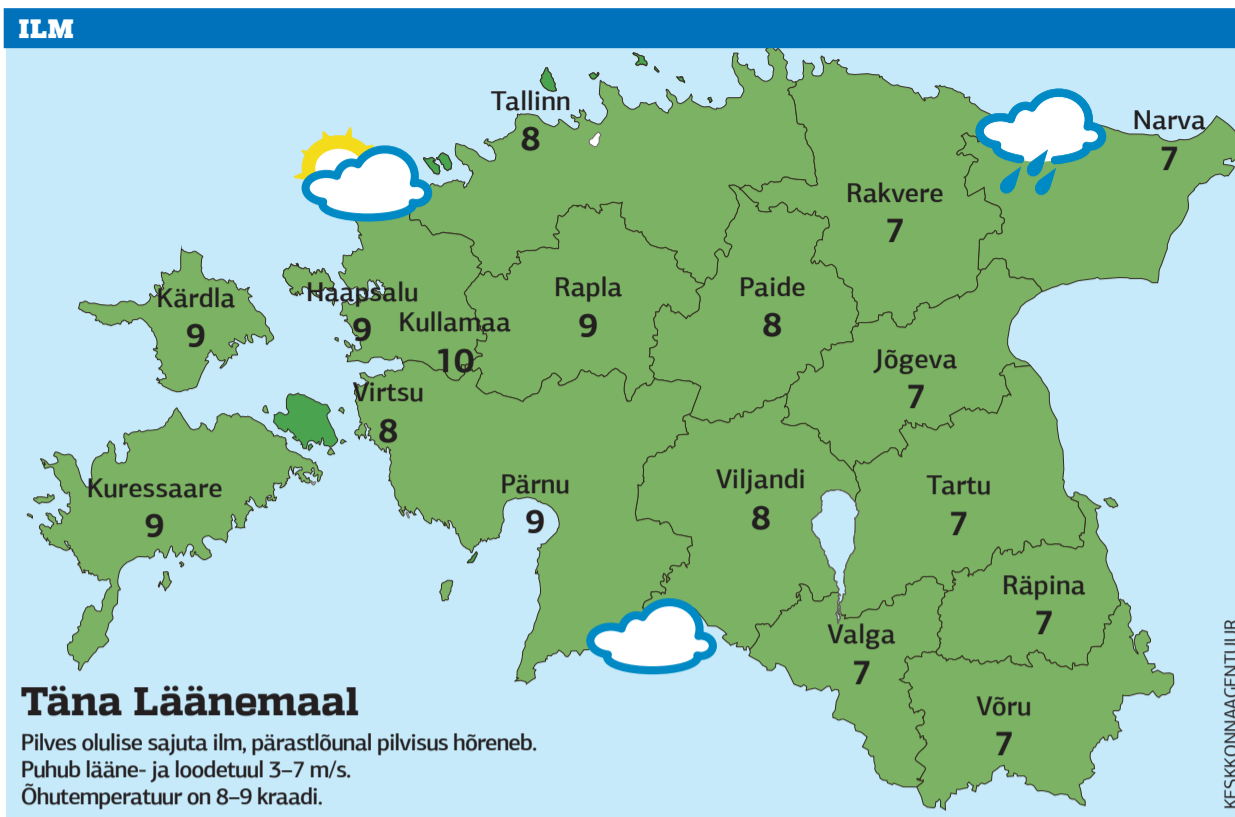 ILM
Tallinn
8
Narva
7
Rakvere
7
Kärdla
9
Haapsalu
9
Kullamaa
10
Rapla
9
Paide
8
Jõgeva
7
Virtsu
8
Kuressaare
9
Pärnu
9
Viljandi
8
Tartu
7
Räpina
7
Valga
7
Võru
7
Täna Läänemaal
Pilves olulise sajuta ilm, pärastlõunal pilvisus hõreneb.
Puhub lääne- ja loodetuul 3–7 m/s.
Õhutemperatuur on 8–9 kraadi.
KESKKONNAAGENTUUR